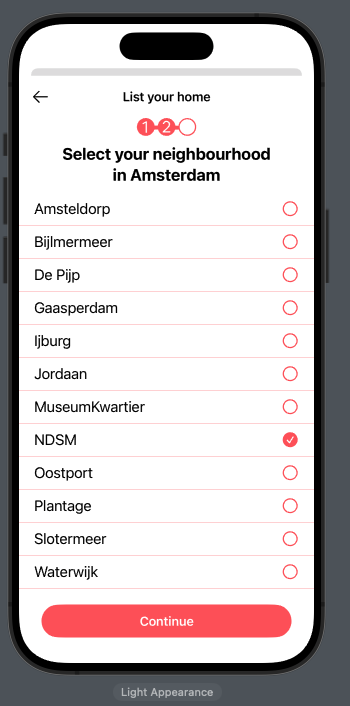 List your home
1 2
Select your neighbourhood
in Amsterdam
Amsteldorp
Bijlmermeer
De Pijp
Gaasperdam
Ijburg
Jordaan
MuseumKwartier
NDSM
Oostport
Plantage
Slotermeer
Waterwijk
Continue
Light Appearance